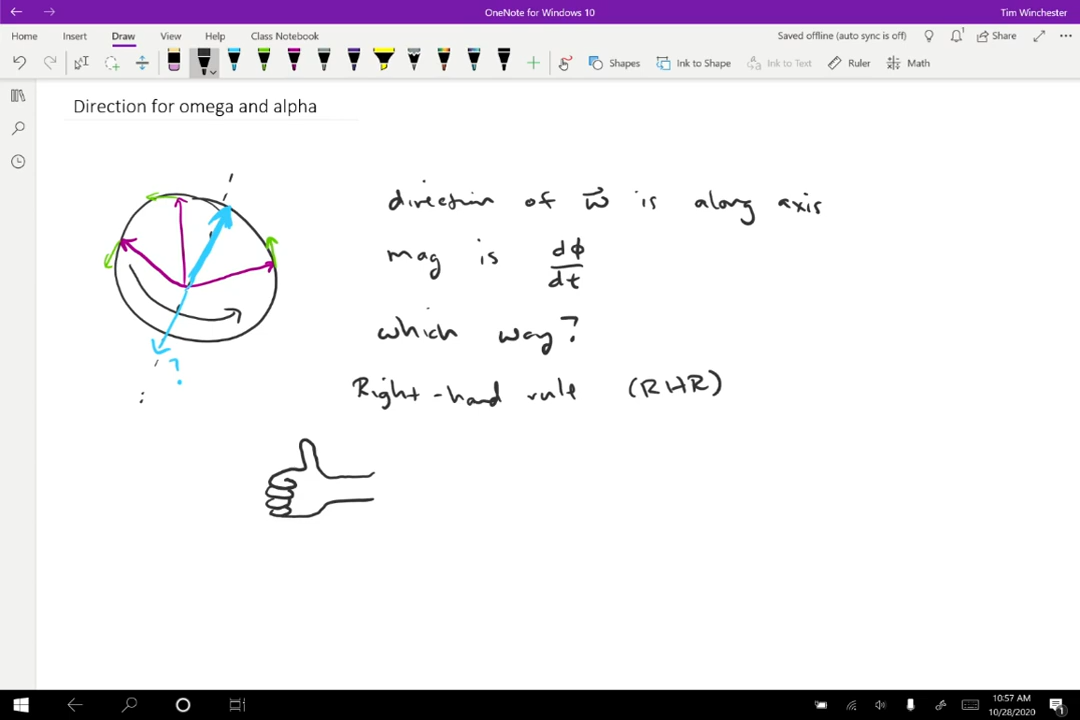 OneNote for Windows 10
Tim Winchester
Home Insert Draw View Help Class Notebook
Saved offline (auto sync is off) Share
Shapes Ink to Shape Ink to Text Ruler Math
Direction for omega and alpha
direction of ω⃗ is along axis
mag is dϕ/dt
which way?
?
Right-hand rule (RHR)
10:57 AM
10/28/2020
1